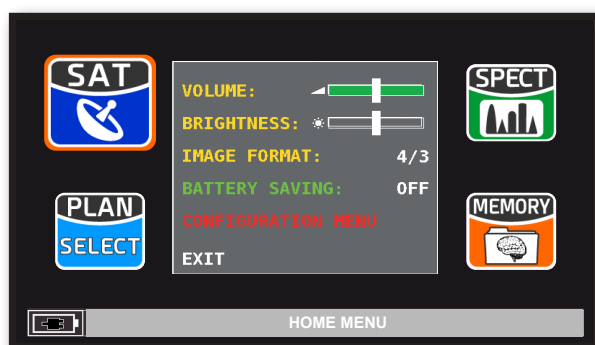 SAT
SPECT
VOLUME:
BRIGHTNESS:
IMAGE FORMAT: 4/3
BATTERY SAVING: OFF
CONFIGURATION MENU
EXIT
PLAN
SELECT
MEMORY
HOME MENU